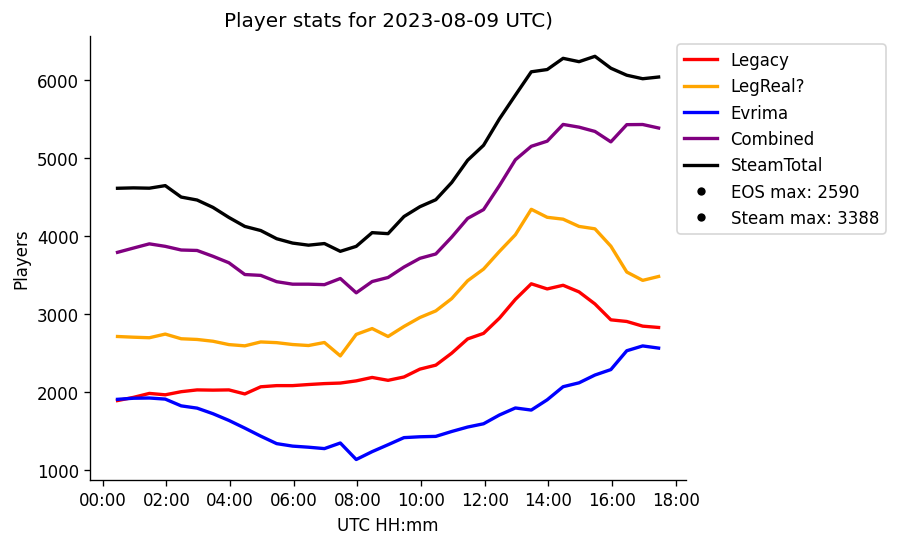 Player stats for 2023-08-09 UTC)
Players
6000
5000
4000
3000
2000
1000
00:00 02:00 04:00 06:00 08:00 10:00 12:00 14:00 16:00 18:00
UTC HH:mm
Legacy
LegReal?
Evrima
Combined
SteamTotal
EOS max: 2590
Steam max: 3388